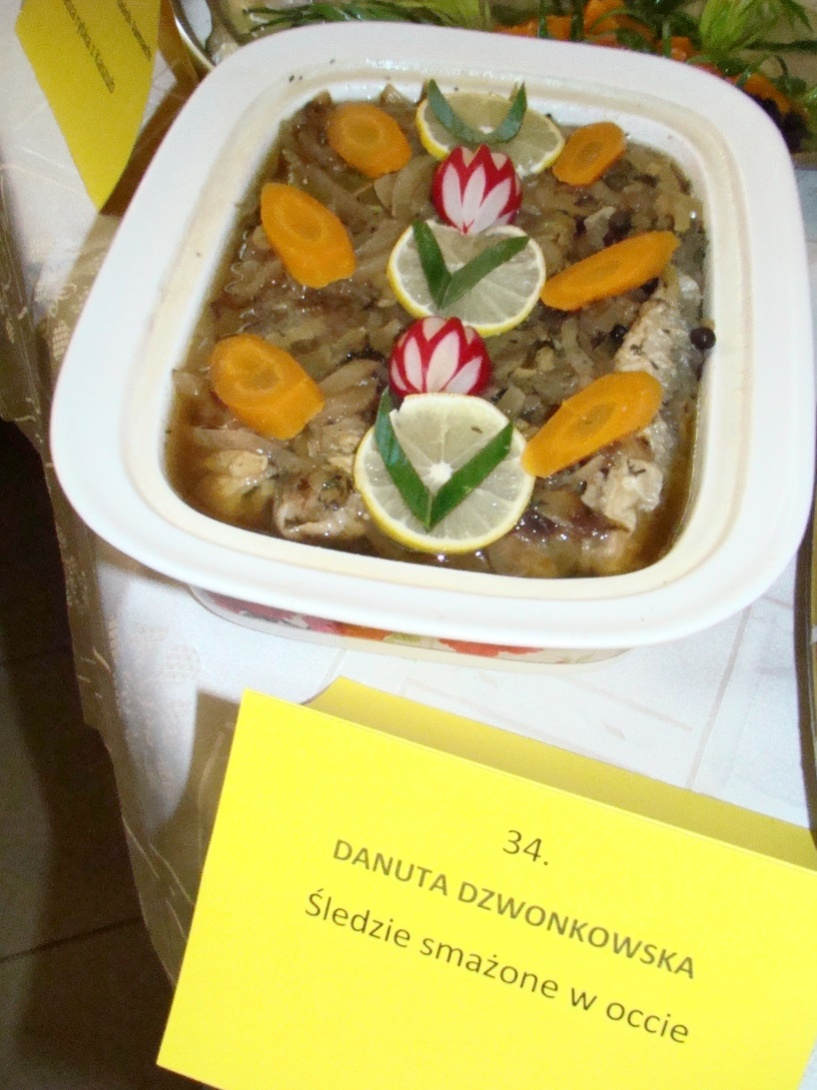 34.
DANUTA DZWONKOWSKA
Śledzie smażone w occie